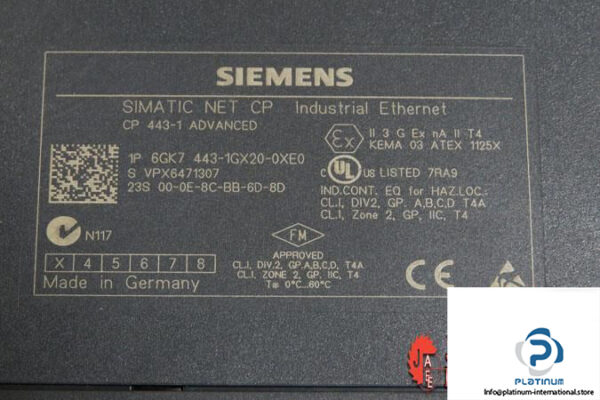 SIEMENS
SIMATIC NET CP Industrial Ethernet
CP 443-1 ADVANCED
1P 6GK7 443-1GX20-0XE0
S VPX6471307
23S 00-0E-8C-BB-6D-8D
Ex II 3 G Ex nA II T4
KEMA 03 ATEX 1125X
c UL US LISTED 7RA9
IND.CONT. EQ for HAZ.LOC.:
CL.I, DIV.2, GP. A,B,C,D T4A
CL.I, Zone 2, GP, IIC, T4
N117
FM
APPROVED
CL.I, DIV.2, GP.A,B,C,D, T4A
CL.I, ZONE 2, GP. IIC, T4
Ta 0°C...60°C
X 4 5 6 7 8
Made in Germany
CE
JAEE
PLATINUM
Info@platinum-international.store